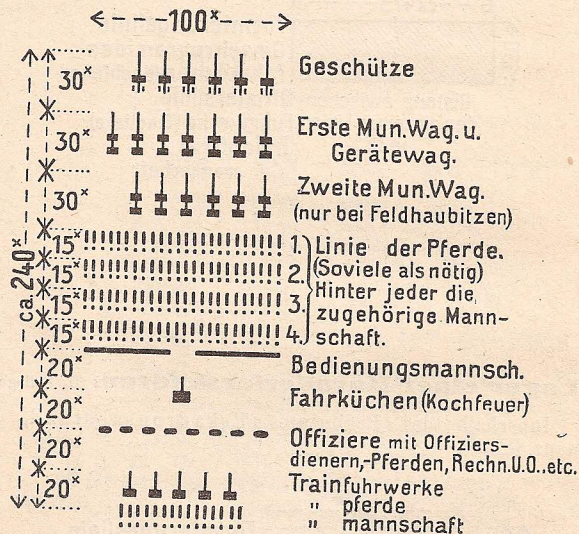 100ˣ
30ˣ Geschütze
30ˣ Erste Mun.Wag.u.
Gerätewag.
30ˣ Zweite Mun.Wag.
(nur bei Feldhaubitzen)
ca. 240ˣ
15ˣ 1. Linie der Pferde.
15ˣ 2. (Soviele als nötig)
15ˣ 3. Hinter jeder die
zugehörige Mann-
15ˣ 4. schaft.
20ˣ Bedienungsmannsch.
20ˣ Fahrküchen (Kochfeuer)
20ˣ Offiziere mit Offiziers-
dienern,-Pferden, Rechn.U.O..etc.
20ˣ Trainfuhrwerke
" pferde
" mannschaft